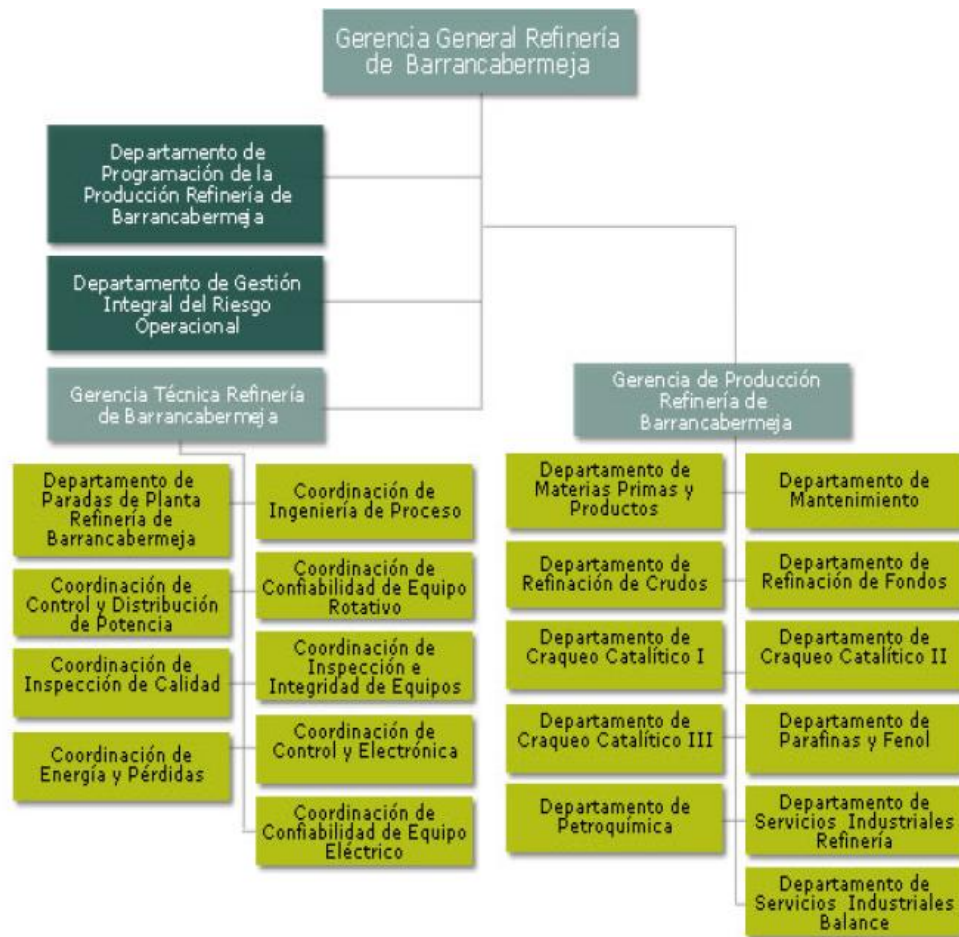 Gerencia General Refinería
de Barrancabermeja
Departamento de
Programación de la
Producción Refinería de
Barrancabermeja
Departamento de Gestión
Integral del Riesgo
Operacional
Gerencia Técnica Refinería
de Barrancabermeja
Gerencia de Producción
Refinería de
Barrancabermeja
Departamento de
Paradas de Planta
Refinería de
Barrancabermeja
Coordinación de
Ingeniería de Proceso
Coordinación de
Control y Distribución
de Potencia
Coordinación de
Confiabilidad de Equipo
Rotativo
Coordinación de
Inspección de Calidad
Coordinación de
Inspección e
Integridad de Equipos
Coordinación de
Energía y Pérdidas
Coordinación de
Control y Electrónica
Coordinación de
Confiabilidad de Equipo
Eléctrico
Departamento de
Materias Primas y
Productos
Departamento de
Mantenimiento
Departamento de
Refinación de Crudos
Departamento de
Refinación de Fondos
Departamento de
Craqueo Catalítico I
Departamento de
Craqueo Catalítico II
Departamento de
Craqueo Catalítico III
Departamento de
Parafinas y Fenol
Departamento de
Petroquímica
Departamento de
Servicios Industriales
Refinería
Departamento de
Servicios Industriales
Balance